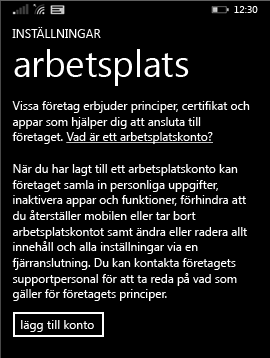 12:30
INSTÄLLNINGAR
arbetsplats
Vissa företag erbjuder principer, certifikat och
appar som hjälper dig att ansluta till
företaget. Vad är ett arbetsplatskonto?
När du har lagt till ett arbetsplatskonto kan
företaget samla in personliga uppgifter,
inaktivera appar och funktioner, förhindra att
du återställer mobilen eller tar bort
arbetsplatskontot samt ändra eller radera allt
innehåll och alla inställningar via en
fjärranslutning. Du kan kontakta företagets
supportpersonal för att ta reda på vad som
gäller för företagets principer.
lägg till konto